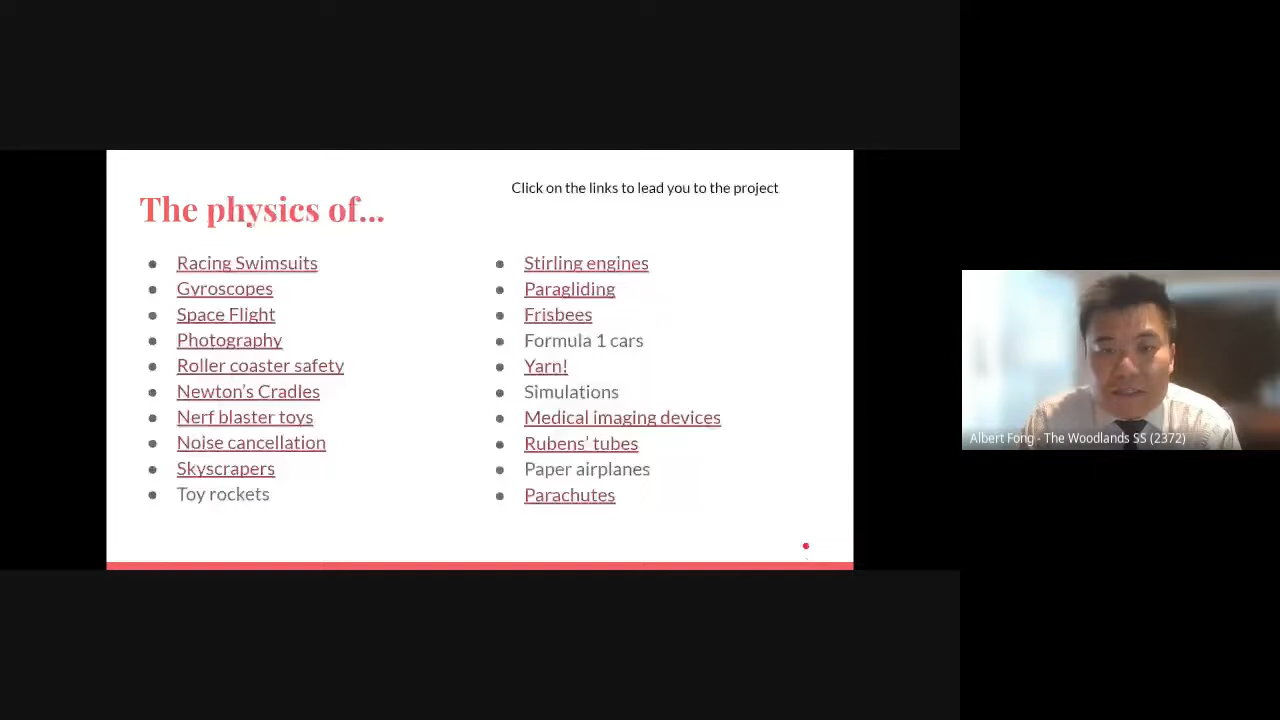 The physics of...
Click on the links to lead you to the project
Racing Swimsuits
Gyroscopes
Space Flight
Photography
Roller coaster safety
Newton's Cradles
Nerf blaster toys
Noise cancellation
Skyscrapers
Toy rockets
Stirling engines
Paragliding
Frisbees
Formula 1 cars
Yarn!
Simulations
Medical imaging devices
Rubens' tubes
Paper airplanes
Parachutes
Albert Fong - The Woodlands SS (2372)